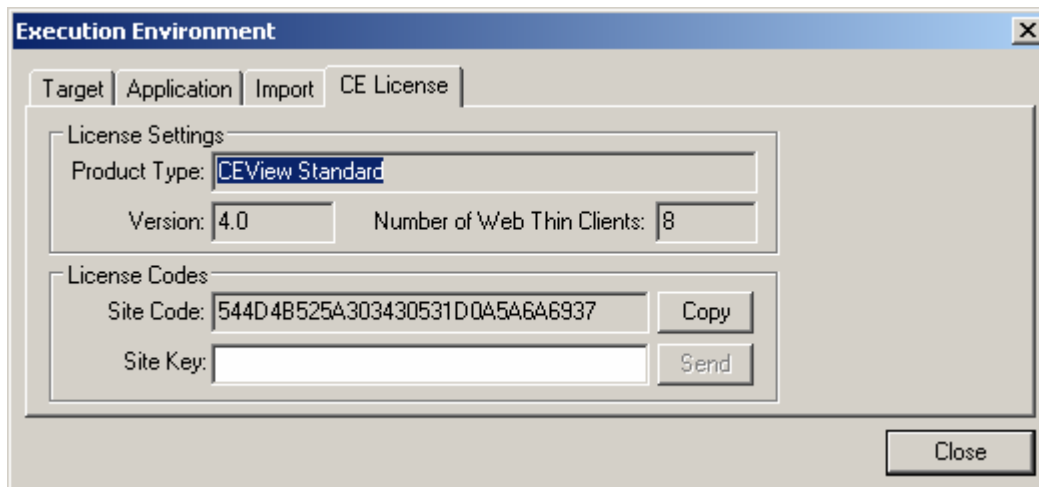 Execution Environment
Target Application Import CE License
License Settings
Product Type: CEView Standard
Version: 4.0 Number of Web Thin Clients: 8
License Codes
Site Code: 544D4B525A303430531D0A5A6A6937 Copy
Site Key: Send
Close